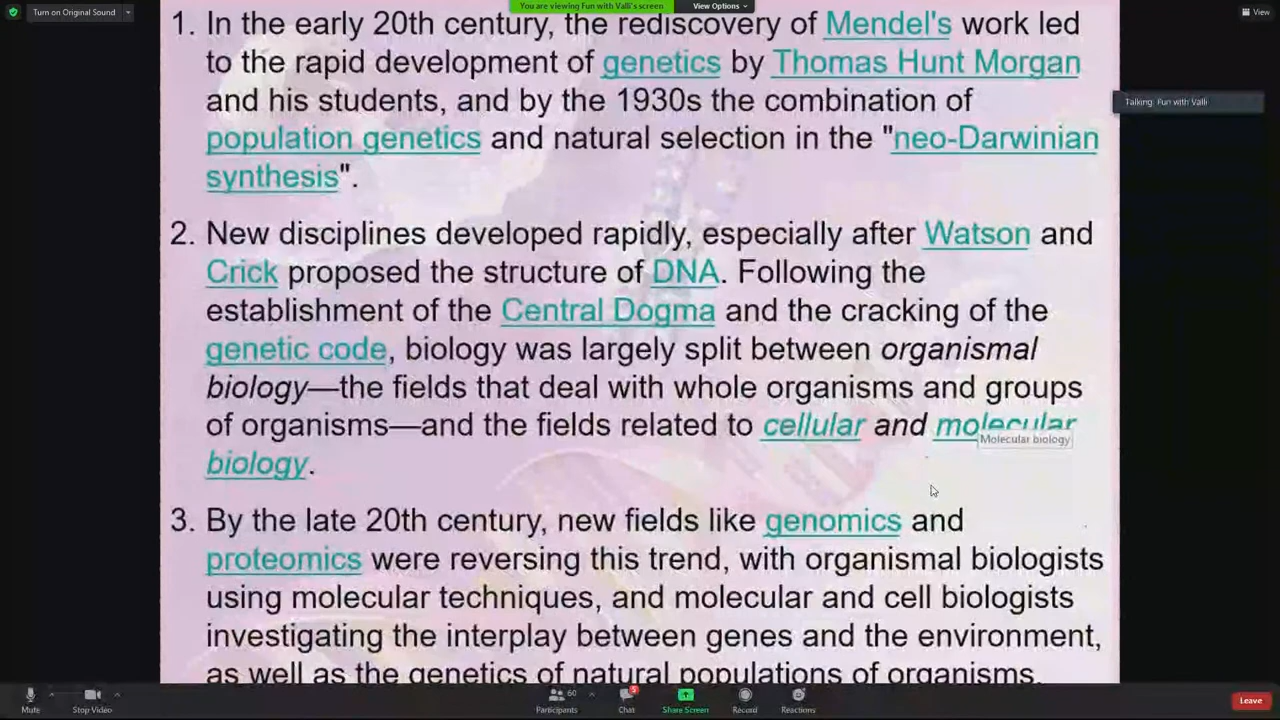 Turn on Original Sound
You are viewing Fun with Valli's screen
View Options
View
Talking: Fun with Valli
1. In the early 20th century, the rediscovery of Mendel's work led
to the rapid development of genetics by Thomas Hunt Morgan
and his students, and by the 1930s the combination of
population genetics and natural selection in the "neo-Darwinian
synthesis".
2. New disciplines developed rapidly, especially after Watson and
Crick proposed the structure of DNA. Following the
establishment of the Central Dogma and the cracking of the
genetic code, biology was largely split between organismal
biology—the fields that deal with whole organisms and groups
of organisms—and the fields related to cellular and molecular
Molecular biology
biology.
3. By the late 20th century, new fields like genomics and
proteomics were reversing this trend, with organismal biologists
using molecular techniques, and molecular and cell biologists
investigating the interplay between genes and the environment,
as well as the genetics of natural populations of organisms.
Mute
Stop Video
60
Participants
Chat
Share Screen
Record
Reactions
Leave